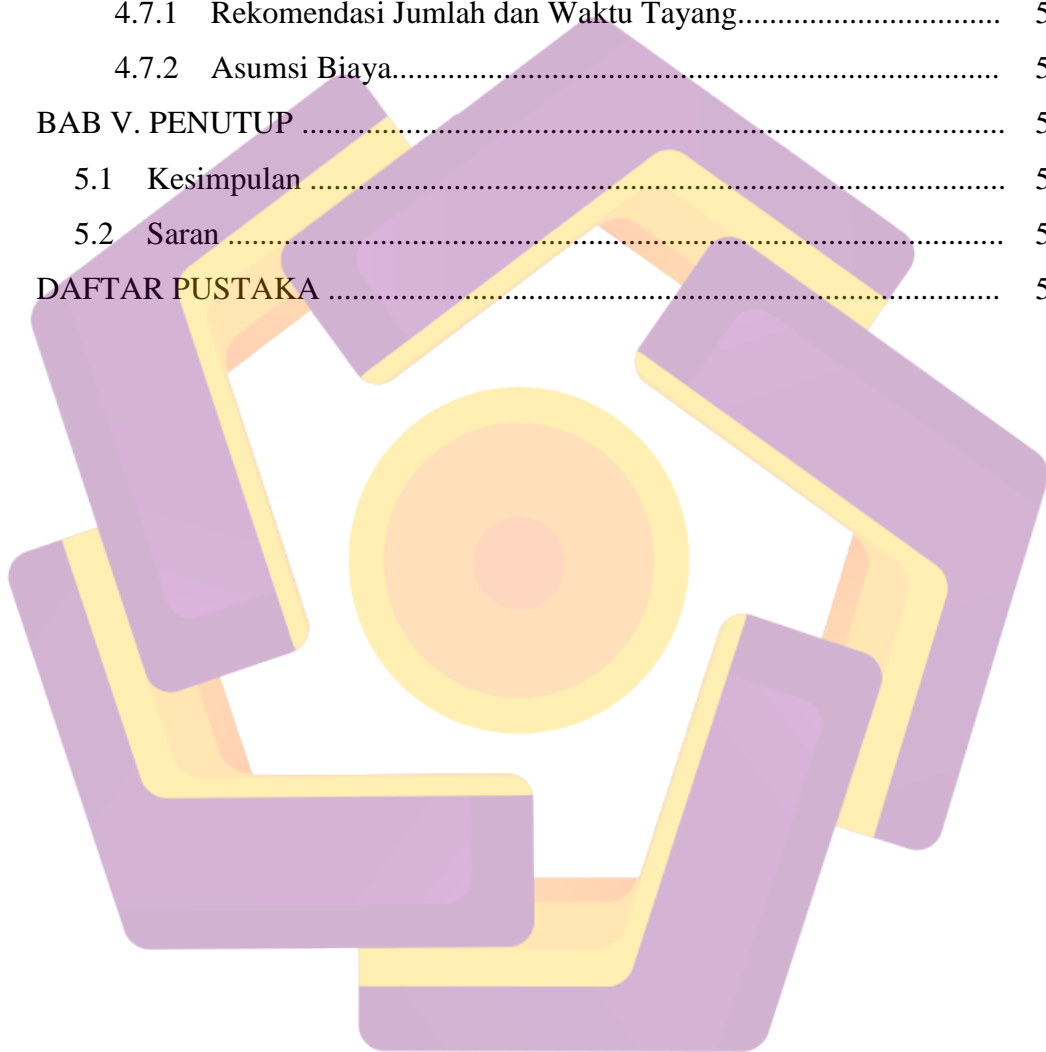 4.7.1 Rekomendasi Jumlah dan Waktu Tayang.................................. 5
4.7.2 Asumsi Biaya............................................................................... 5
BAB V. PENUTUP ......................................................................................... 5
5.1 Kesimpulan ........................................................................................ 5
5.2 Saran .................................................................................................. 5
DAFTAR PUSTAKA ...................................................................................... 5